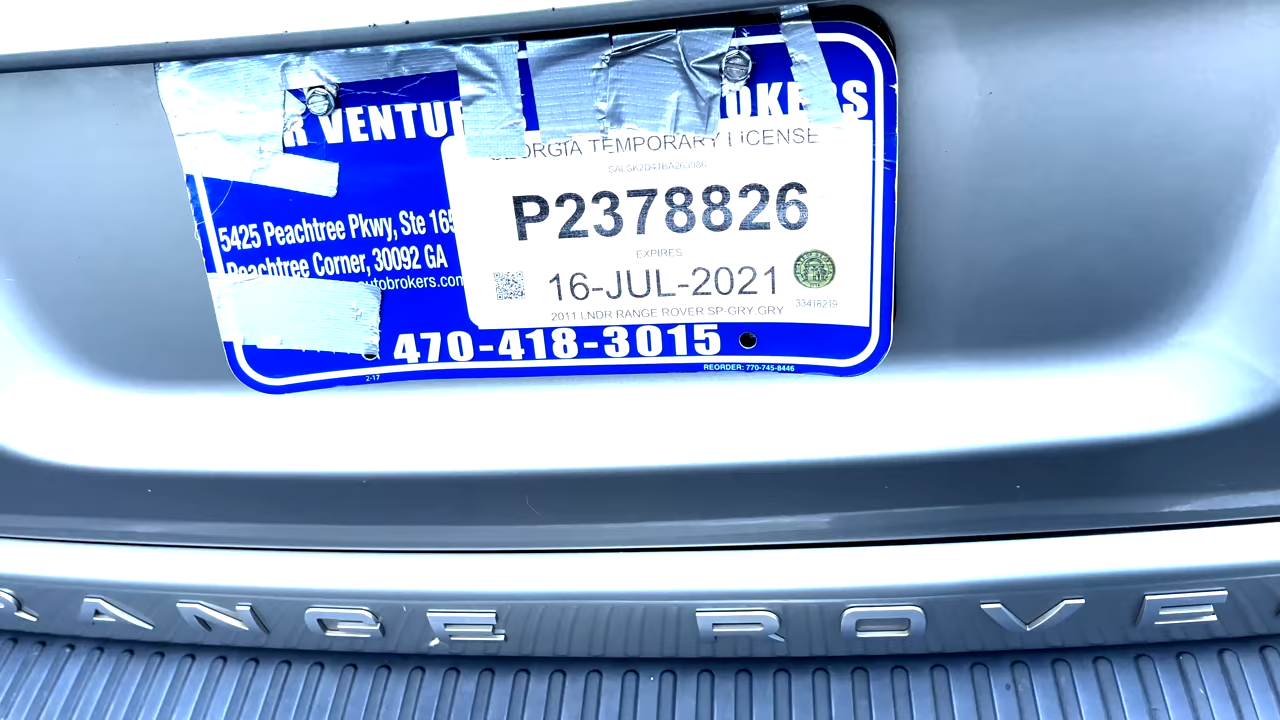 R VENTU OKERS
GEORGIA TEMPORARY LICENSE
P2378826
5425 Peachtree Pkwy, Ste 165
Peachtree Corner, 30092 GA
utobrokers.com
EXPIRES
16-JUL-2021
33418219
2011 LNDR RANGE ROVER SP-GRY,GRY
470-418-3015
2-17
REORDER: 770-745-8446
RANGE ROVE